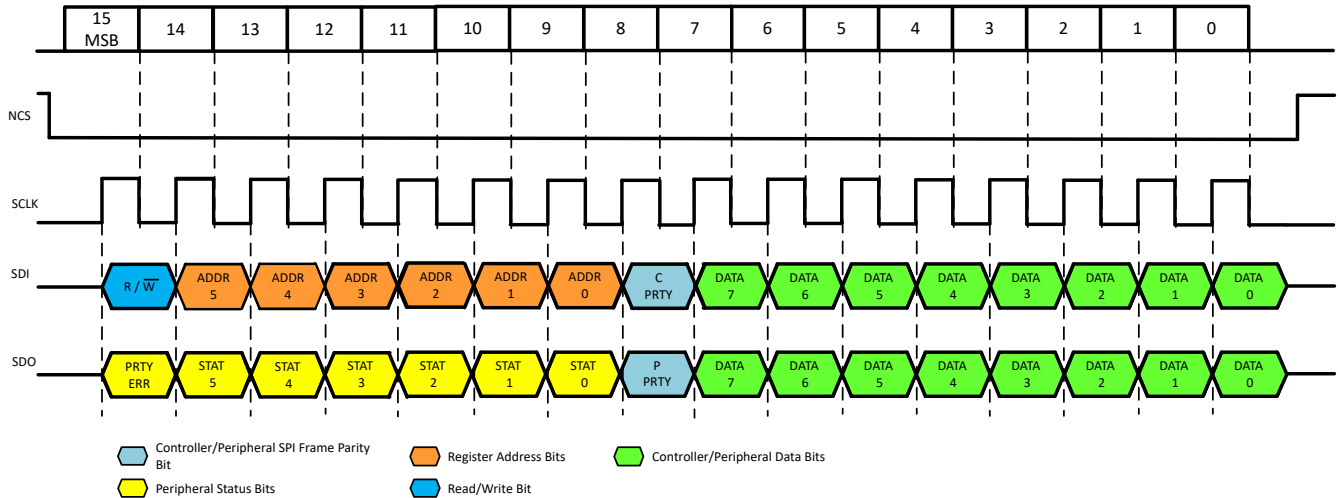 15
MSB
14
13
12
11
10
9
8
7
6
5
4
3
2
1
0
NCS
SCLK
SDI
R / W̅
ADDR
5
ADDR
4
ADDR
3
ADDR
2
ADDR
1
ADDR
0
C
PRTY
DATA
7
DATA
6
DATA
5
DATA
4
DATA
3
DATA
2
DATA
1
DATA
0
SDO
PRTY
ERR
STAT
5
STAT
4
STAT
3
STAT
2
STAT
1
STAT
0
P
PRTY
DATA
7
DATA
6
DATA
5
DATA
4
DATA
3
DATA
2
DATA
1
DATA
0
Controller/Peripheral SPI Frame Parity
Bit
Register Address Bits
Controller/Peripheral Data Bits
Peripheral Status Bits
Read/Write Bit